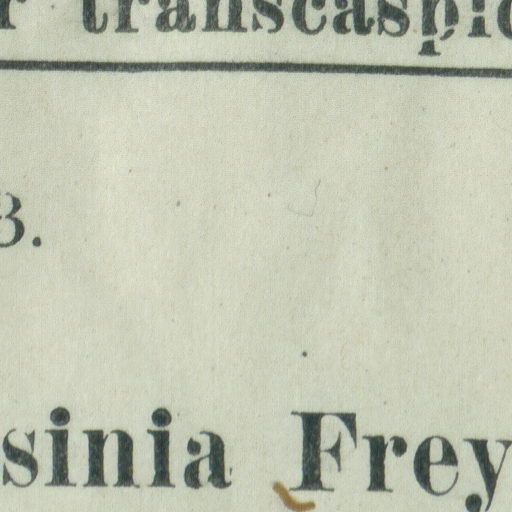 r transcaspic
3.
sinia Frey